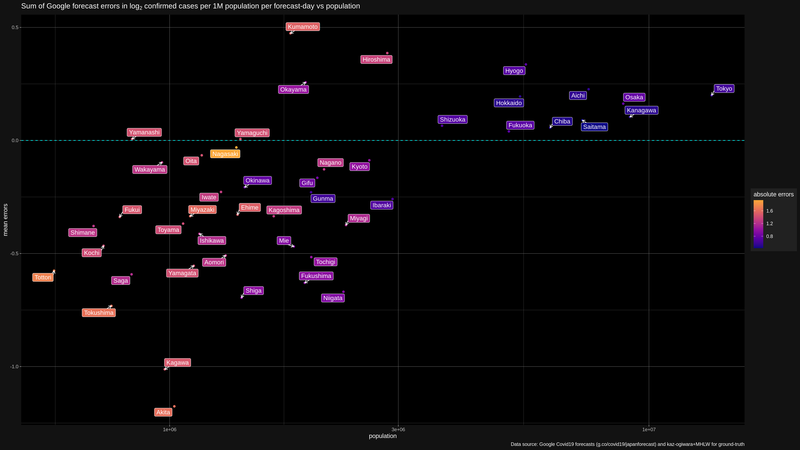 Sum of Google forecast errors in log2 confirmed cases per 1M population per forecast-day vs population
0.5
Kumamoto
Hiroshima
Hyogo
Okayama
Tokyo
Aichi
Osaka
Hokkaido
Kanagawa
Shizuoka
Chiba
Fukuoka
Saitama
Yamanashi
Yamaguchi
0.0
Nagasaki
Oita
Nagano
Wakayama
Kyoto
Okinawa
Gifu
absolute errors
Iwate
Gunma
Ibaraki
1.6
Fukui
Miyazaki
Ehime
Kagoshima
mean errors
Miyagi
1.2
Shimane
Toyama
0.8
Ishikawa
Mie
Kochi
-0.5
Aomori
Tochigi
Tottori
Yamagata
Fukushima
Saga
Shiga
Niigata
Tokushima
Kagawa
-1.0
Akita
1e+06
3e+06
1e+07
population
Data source: Google Covid19 forecasts (g.co/covid19/japanforecast) and kaz-ogiwara+MHLW for ground-truth